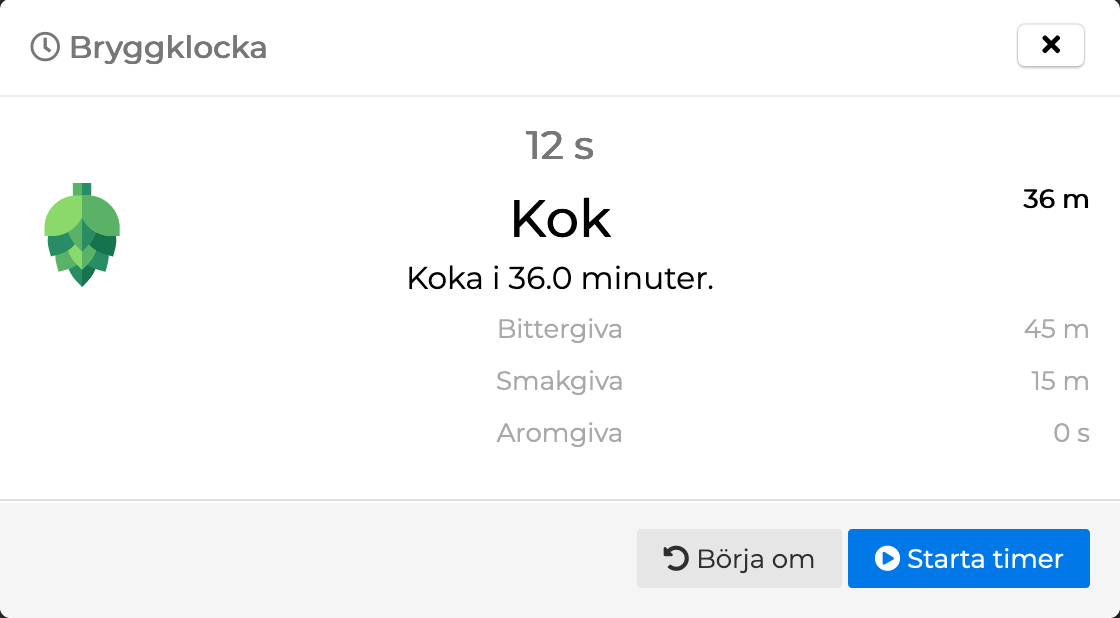 Bryggklocka
12 s
Kok
36 m
Koka i 36.0 minuter.
Bittergiva 45 m
Smakgiva 15 m
Aromgiva 0 s
Börja om
Starta timer